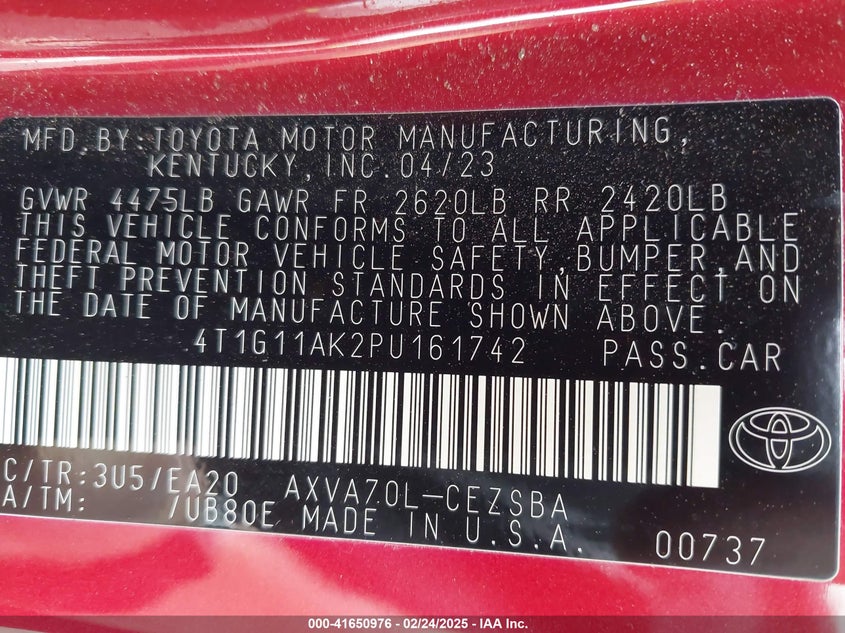 MFD.BY:TOYOTA MOTOR MANUFACTURING,
KENTUCKY,INC.04/23
GVWR 4475LB GAWR FR 2620LB RR 2420LB
THIS VEHICLE CONFORMS TO ALL APPLICABLE
FEDERAL MOTOR VEHICLE SAFETY,BUMPER,AND
THEFT PREVENTION STANDARDS IN EFFECT ON
THE DATE OF MANUFACTURE SHOWN ABOVE.
4T1G11AK2PU161742 PASS.CAR
C/TR:3U5/EA20 AXVA70L-CEZSBA
A/TM: /UB80E MADE IN U.S.A.
00737
000-41650976 - 02/24/2025 - IAA Inc.